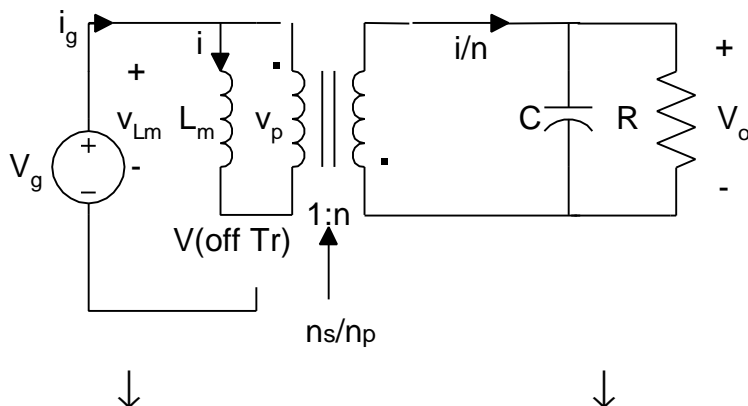 i_g
i
i/n
+
v_Lm
L_m
v_p
C
R
+
V_o
V_g
+
-
-
-
1:n
V(off Tr)
n_s/n_p